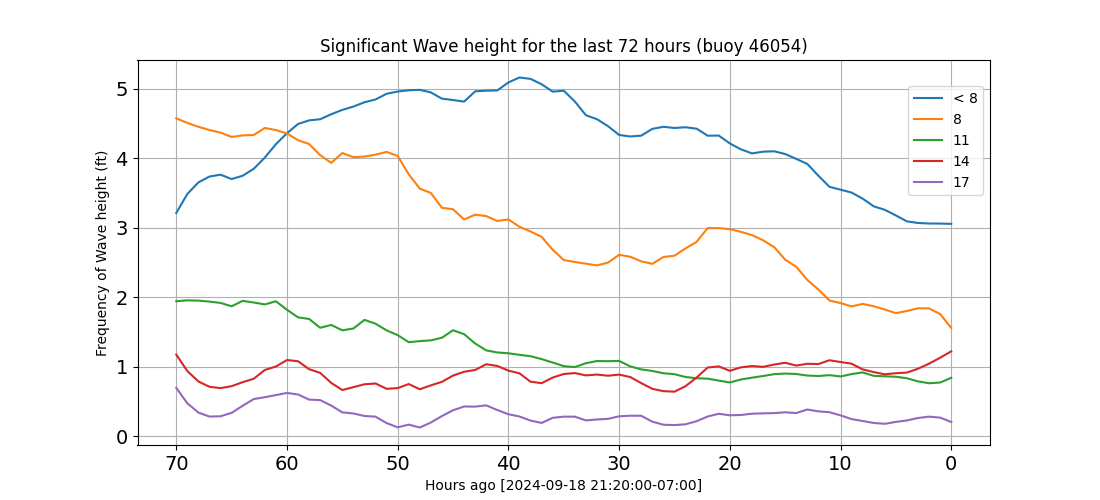 Significant Wave height for the last 72 hours (buoy 46054)
Frequency of Wave height (ft)
5
4
3
2
1
0
< 8
8
11
14
17
70 60 50 40 30 20 10 0
Hours ago [2024-09-18 21:20:00-07:00]